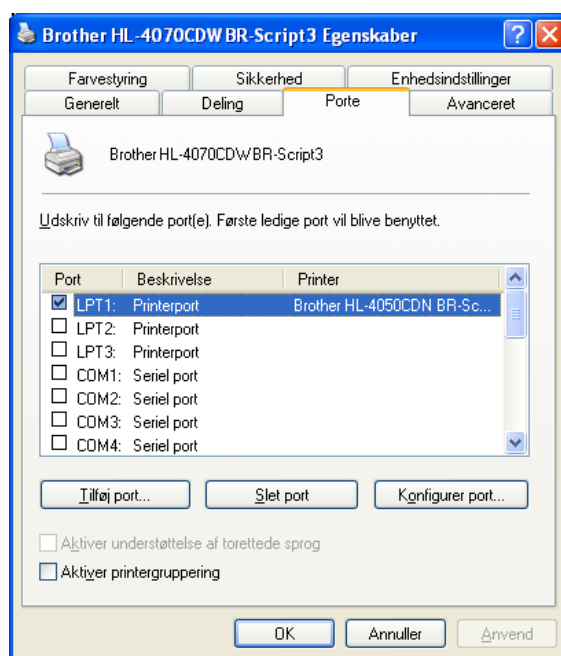 Brother HL-4070CDW BR-Script3 Egenskaber
Farvestyring Sikkerhed Enhedsindstillinger
Generelt Deling Porte Avanceret
Brother HL-4070CDW BR-Script3
Udskriv til følgende port(e). Første ledige port vil blive benyttet.
Port Beskrivelse Printer
LPT1: Printerport Brother HL-4050CDN BR-Sc...
LPT2: Printerport
LPT3: Printerport
COM1: Seriel port
COM2: Seriel port
COM3: Seriel port
COM4: Seriel port
Tilføj port... Slet port Konfigurer port...
Aktiver understøttelse af torettede sprog
Aktiver printergruppering
OK Annuller Anvend